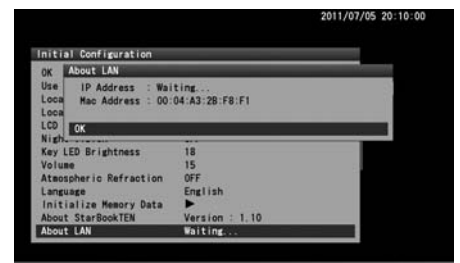 2011/07/05 20:10:00
Initial Configuration
OK
About LAN
Use
IP Address : Waiting...
Loca
Mac Address : 00:04:A3:2B:F8:F1
Loca
LCD
OK
Key LED Brightness 18
Volume 15
Atmospheric Refraction OFF
Language English
Initialize Memory Data ▶
About StarBookTEN Version : 1.10
About LAN Waiting...